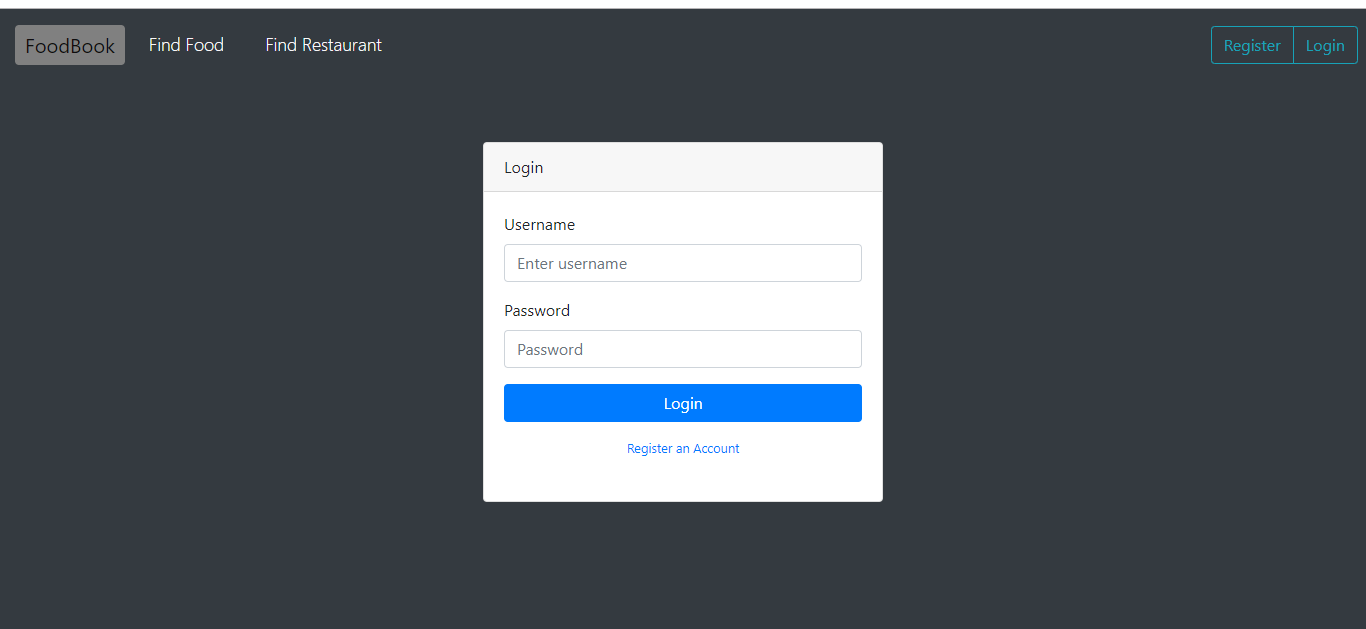 FoodBook Find Food Find Restaurant Register Login
Login
Username
Enter username
Password
Password
Login
Register an Account